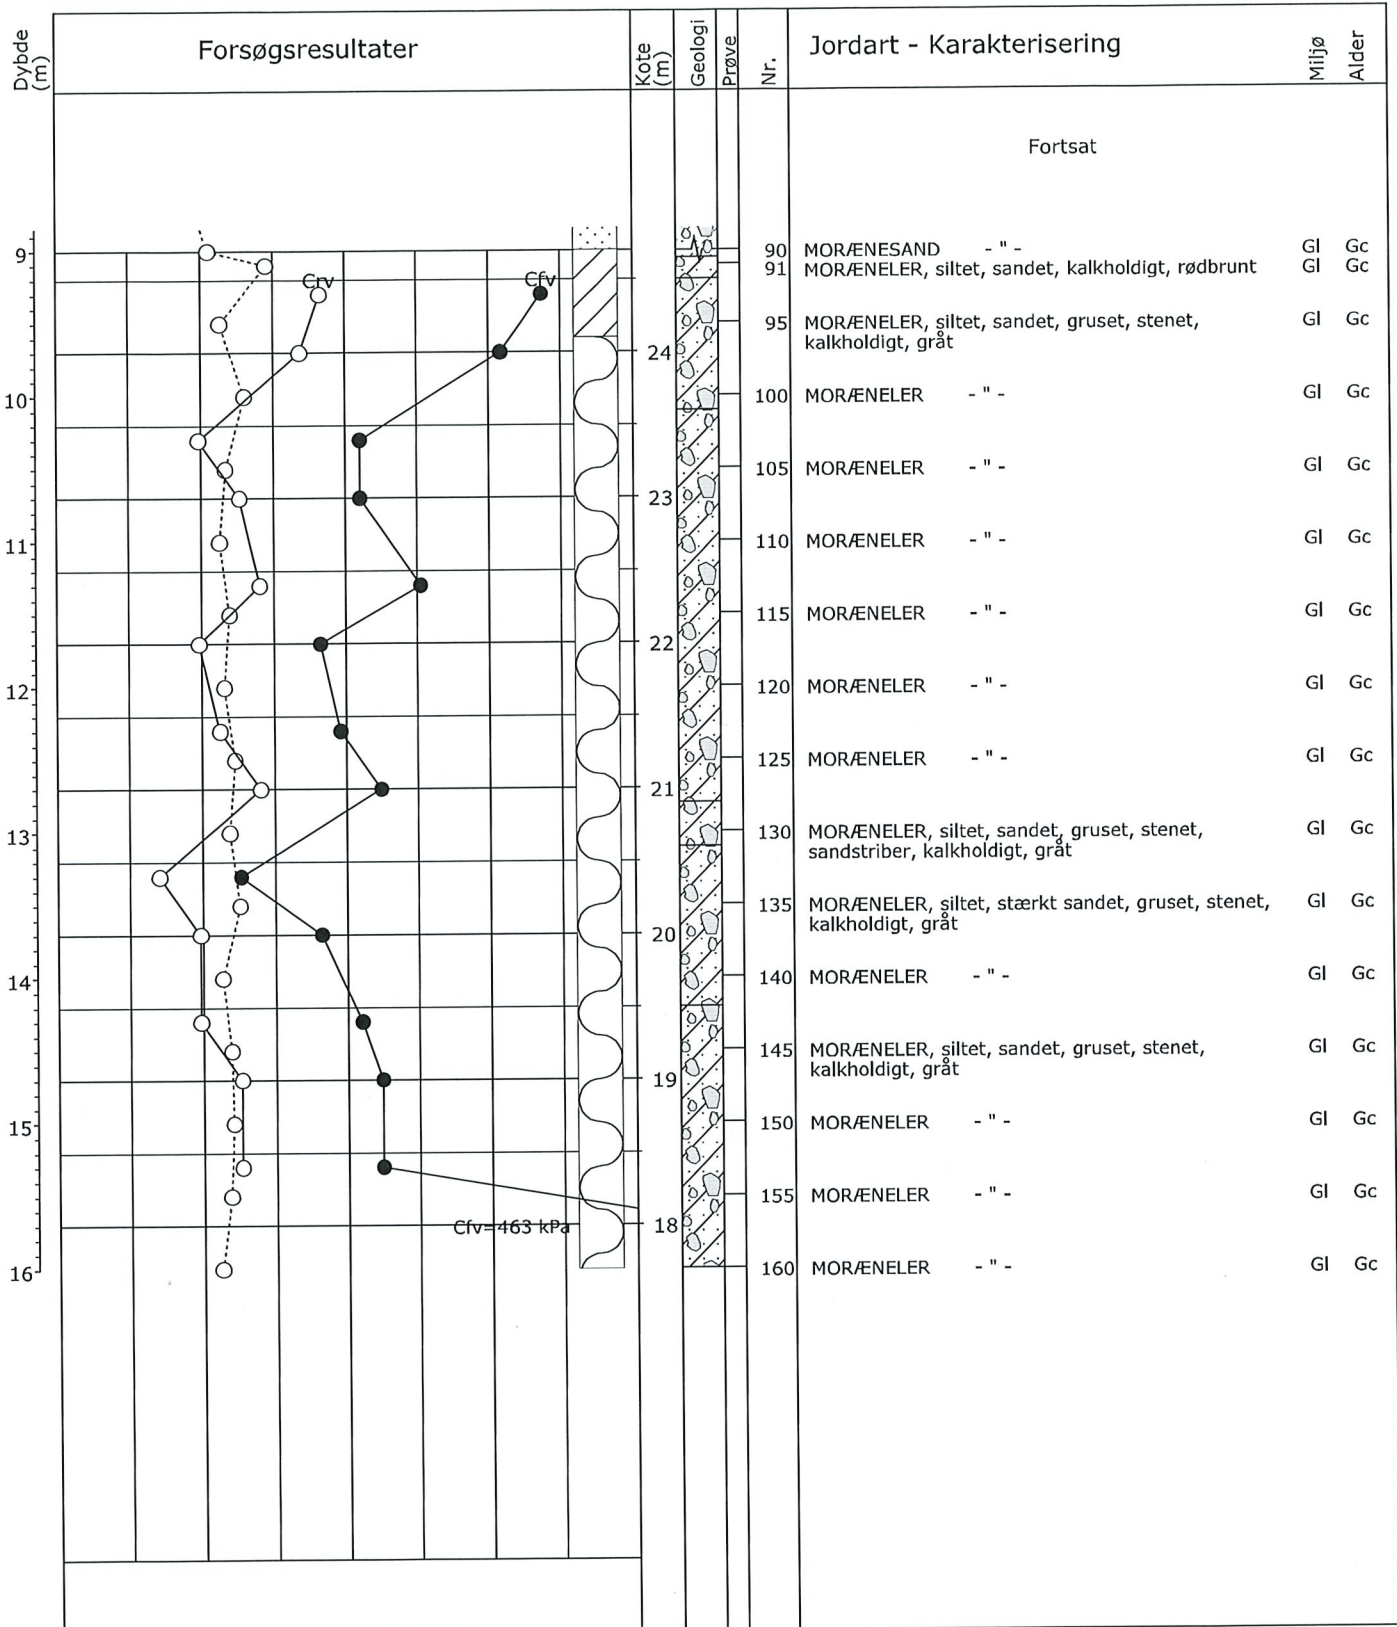 Dybde (m)
Forsøgsresultater
Kote (m)
Geologi
Prøve
Nr.
Jordart - Karakterisering
Miljø
Alder
Fortsat
9
90 MORÆNESAND - " - Gl Gc
91 MORÆNELER, siltet, sandet, kalkholdigt, rødbrunt Gl Gc
Crv
Cfv
95 MORÆNELER, siltet, sandet, gruset, stenet, Gl Gc
kalkholdigt, gråt
24
10
100 MORÆNELER - " - Gl Gc
105 MORÆNELER - " - Gl Gc
23
11
110 MORÆNELER - " - Gl Gc
115 MORÆNELER - " - Gl Gc
22
12
120 MORÆNELER - " - Gl Gc
125 MORÆNELER - " - Gl Gc
21
13
130 MORÆNELER, siltet, sandet, gruset, stenet, Gl Gc
sandstriber, kalkholdigt, gråt
135 MORÆNELER, siltet, stærkt sandet, gruset, stenet, Gl Gc
kalkholdigt, gråt
20
14
140 MORÆNELER - " - Gl Gc
145 MORÆNELER, siltet, sandet, gruset, stenet, Gl Gc
kalkholdigt, gråt
19
15
150 MORÆNELER - " - Gl Gc
155 MORÆNELER - " - Gl Gc
Cfv=463 kPa
18
16
160 MORÆNELER - " - Gl Gc